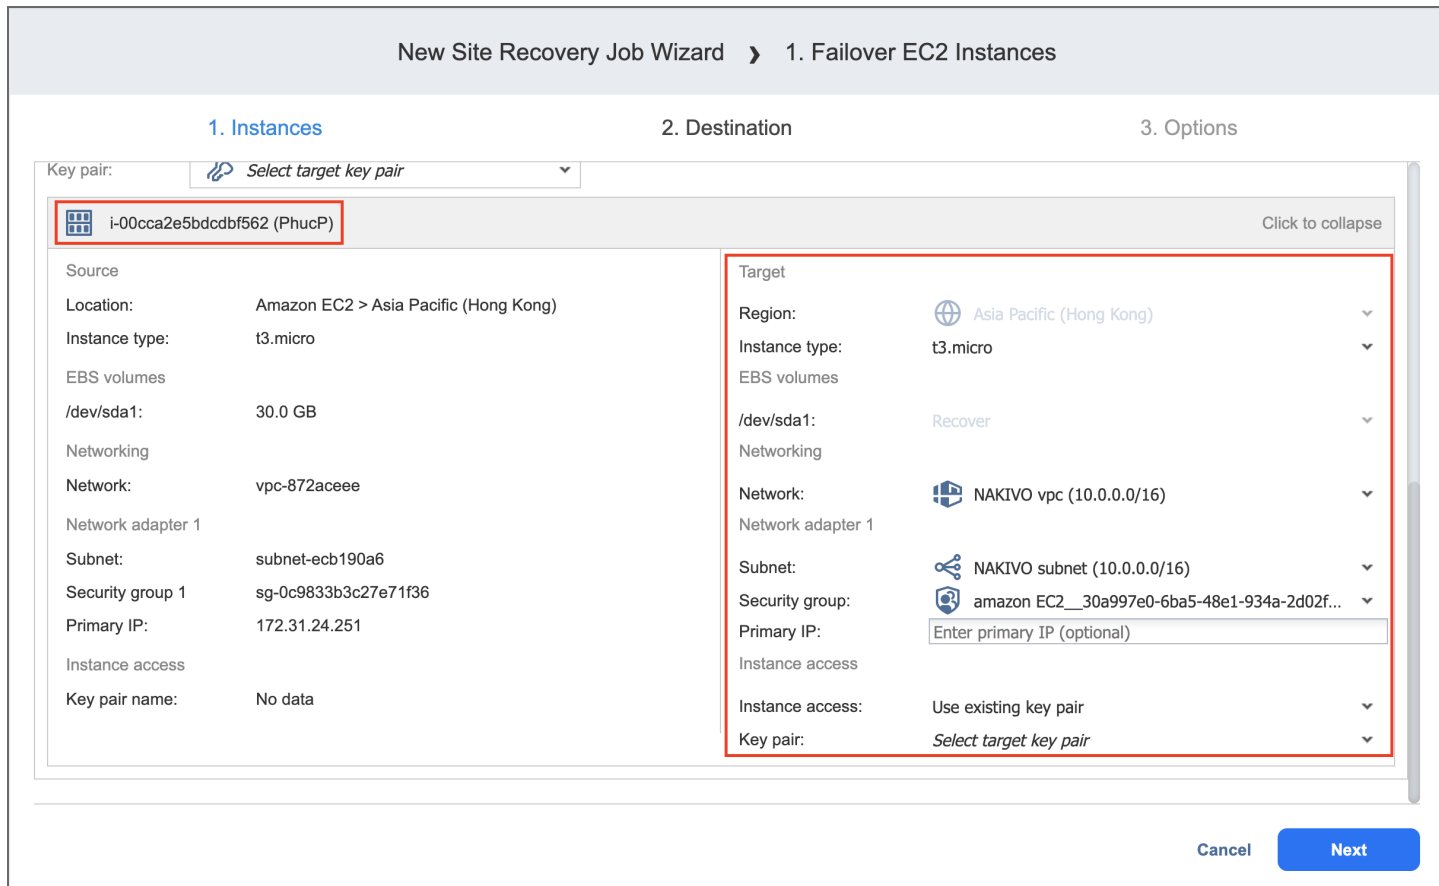 New Site Recovery Job Wizard ❯ 1. Failover EC2 Instances
1. Instances 2. Destination 3. Options
Key pair: Select target key pair
i-00cca2e5bdcdbf562 (PhucP) Click to collapse
Source
Location: Amazon EC2 > Asia Pacific (Hong Kong)
Instance type: t3.micro
EBS volumes
/dev/sda1: 30.0 GB
Networking
Network: vpc-872aceee
Network adapter 1
Subnet: subnet-ecb190a6
Security group 1 sg-0c9833b3c27e71f36
Primary IP: 172.31.24.251
Instance access
Key pair name: No data
Target
Region: Asia Pacific (Hong Kong)
Instance type: t3.micro
EBS volumes
/dev/sda1: Recover
Networking
Network: NAKIVO vpc (10.0.0.0/16)
Network adapter 1
Subnet: NAKIVO subnet (10.0.0.0/16)
Security group: amazon EC2__30a997e0-6ba5-48e1-934a-2d02f...
Primary IP: Enter primary IP (optional)
Instance access
Instance access: Use existing key pair
Key pair: Select target key pair
Cancel Next